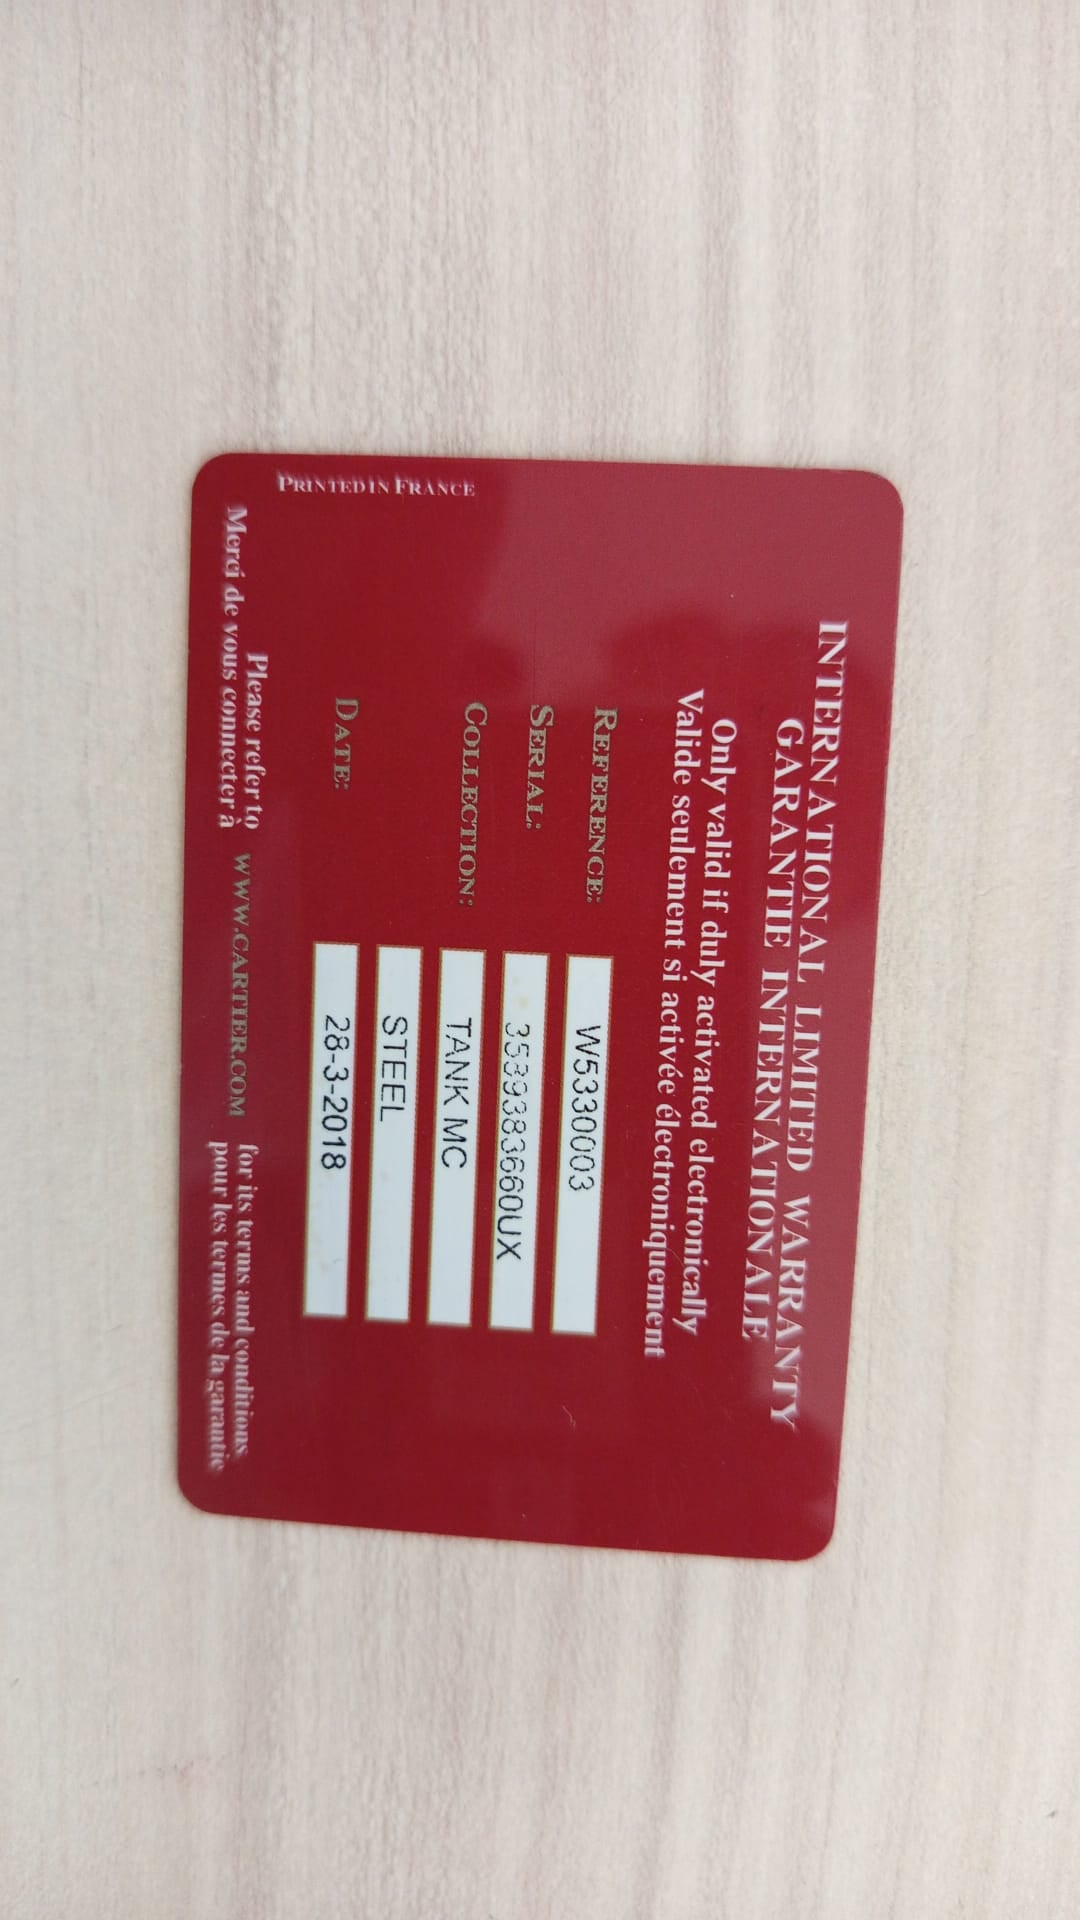 INTERNATIONAL LIMITED WARRANTY
GARANTIE INTERNATIONALE
Only valid if duly activated electronically
Valide seulement si activée électroniquement
REFERENCE: W5330003
SERIAL: 3539383660UX
COLLECTION: TANK MC
STEEL
DATE: 28-3-2018
Please refer to WWW.CARTIER.COM for its terms and conditions
Merci de vous connecter à pour les termes de la garantie
PRINTED IN FRANCE